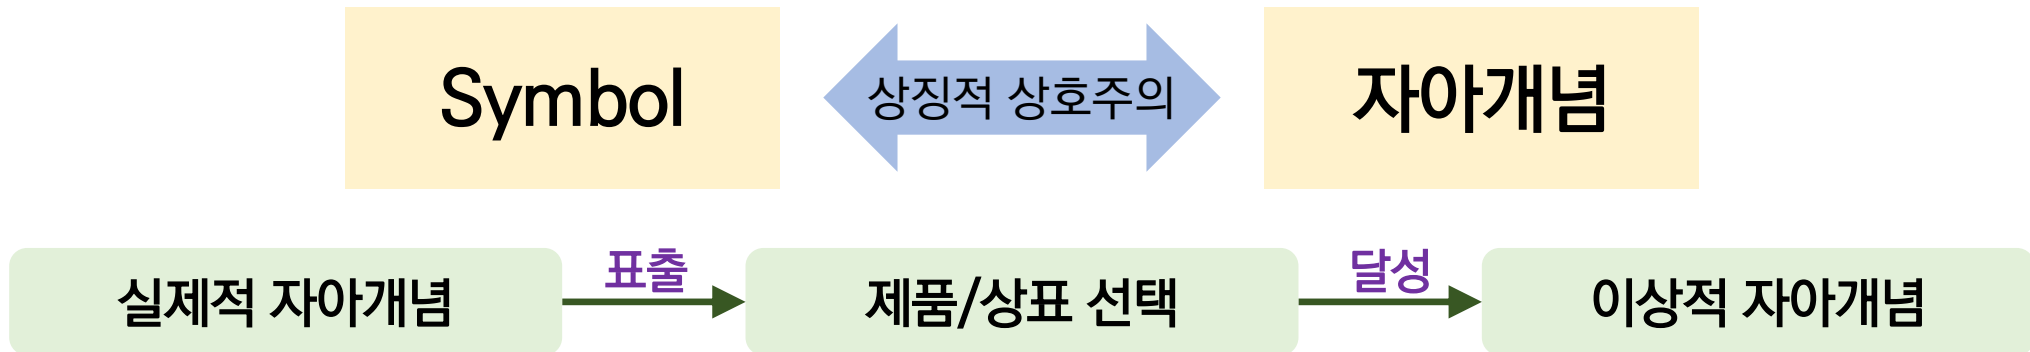 Symbol
상징적 상호주의
자아개념
표출
달성
실제적 자아개념
제품/상표 선택
이상적 자아개념